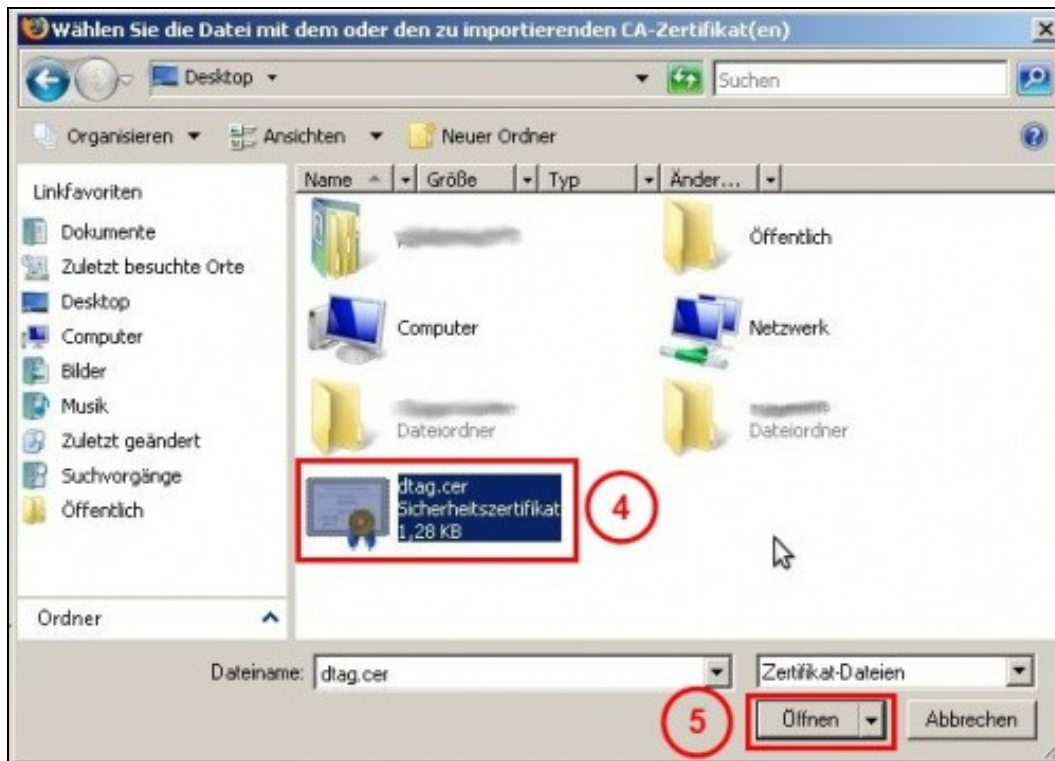 Wählen Sie die Datei mit dem oder den zu importierenden CA-Zertifikat(en)
Desktop
Suchen
Organisieren
Ansichten
Neuer Ordner
Linkfavoriten
Dokumente
Zuletzt besuchte Orte
Desktop
Computer
Bilder
Musik
Zuletzt geändert
Suchvorgänge
Öffentlich
Ordner
Name
Größe
Typ
Änder...
Öffentlich
Computer
Netzwerk
Dateiordner
Dateiordner
dtag.cer
Sicherheitszertifikat
1,28 KB
4
Dateiname:
dtag.cer
Zertifikat-Dateien
5
Öffnen
Abbrechen